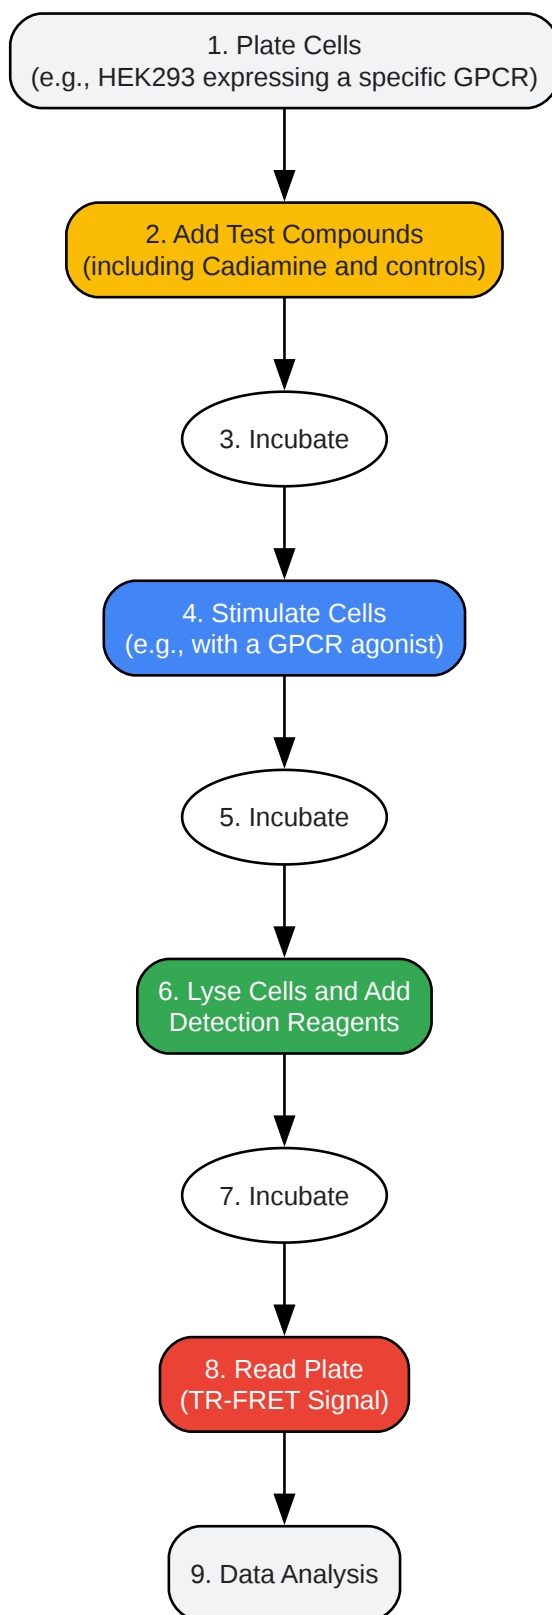 1. Plate Cells
(e.g., HEK293 expressing a specific GPCR)
2. Add Test Compounds
(including Cadiamine and controls)
3. Incubate
4. Stimulate Cells
(e.g., with a GPCR agonist)
5. Incubate
6. Lyse Cells and Add
Detection Reagents
7. Incubate
8. Read Plate
(TR-FRET Signal)
9. Data Analysis